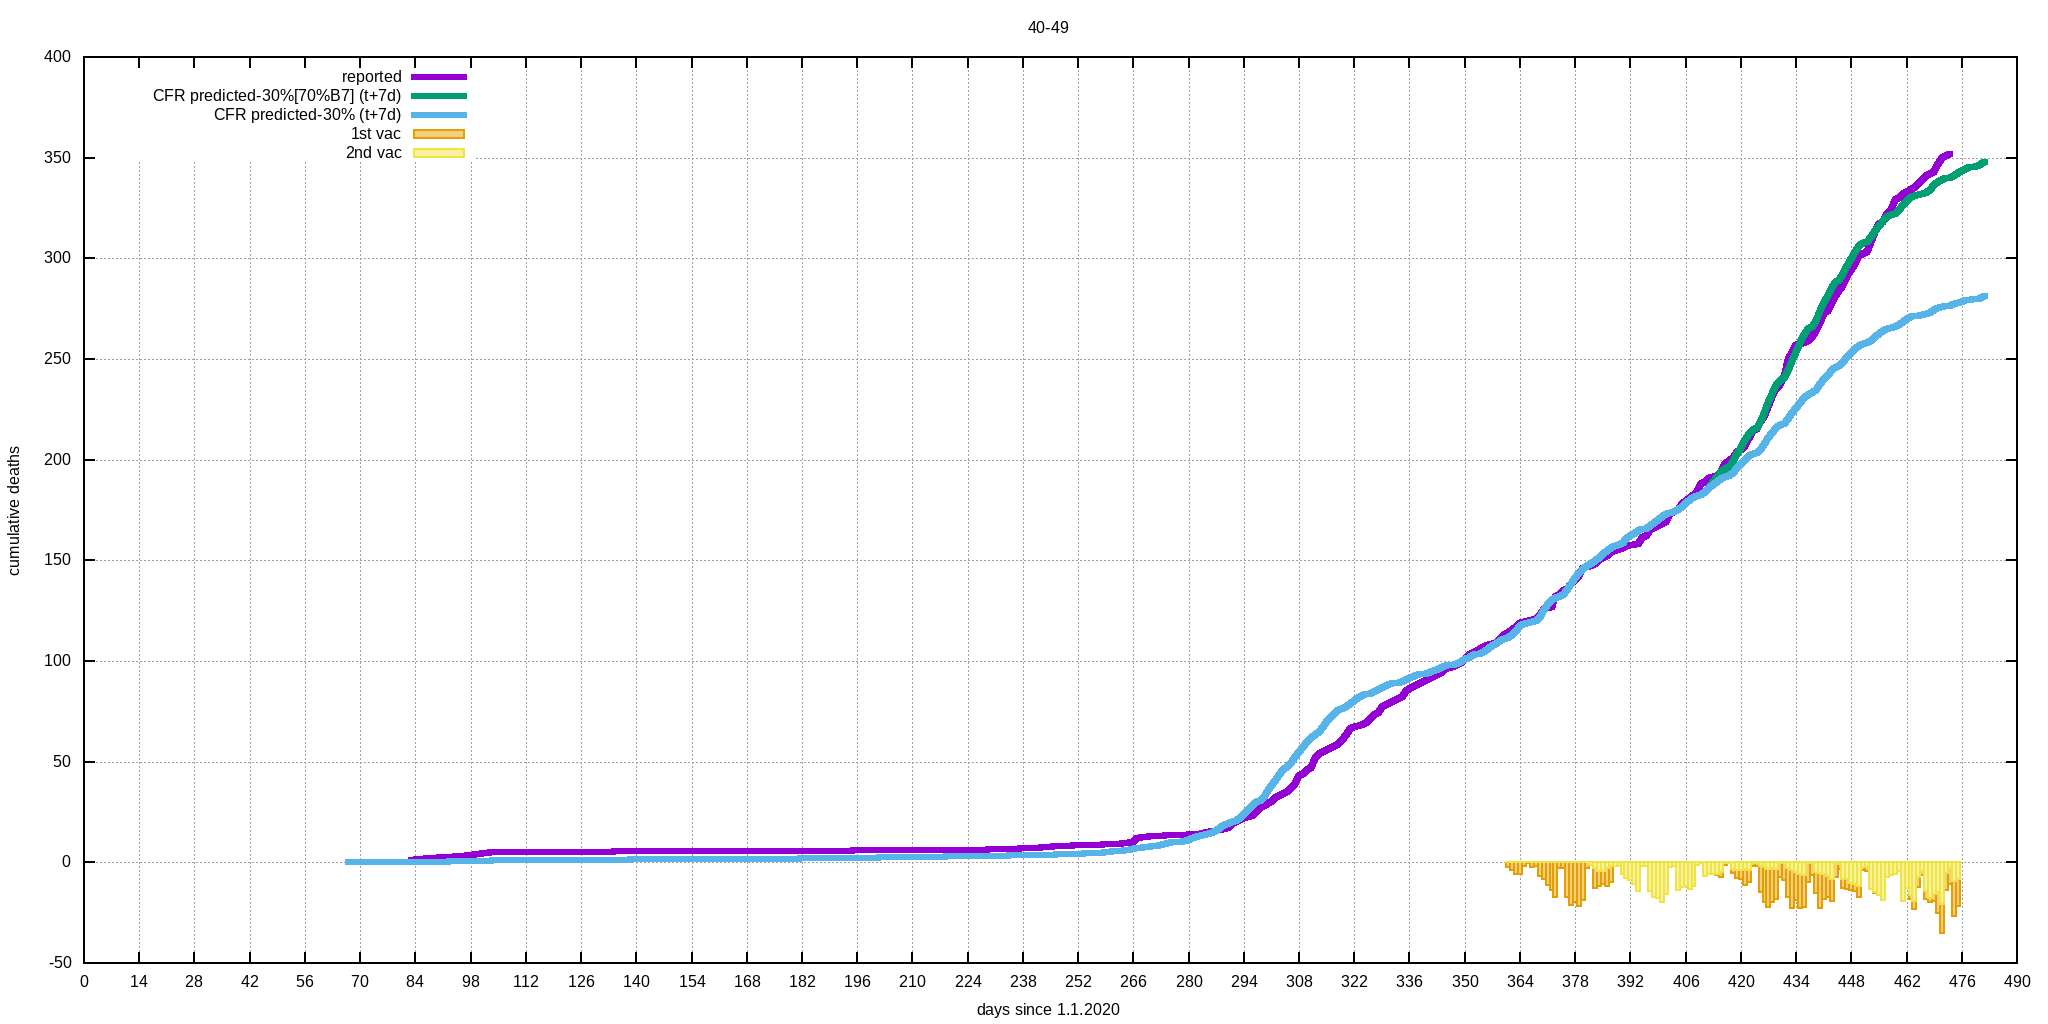 40-49
400
350
300
250
200
150
100
50
0
-50
cumulative deaths
reported
CFR predicted-30%[70%B7] (t+7d)
CFR predicted-30% (t+7d)
1st vac
2nd vac
0 14 28 42 56 70 84 98 112 126 140 154 168 182 196 210 224 238 252 266 280 294 308 322 336 350 364 378 392 406 420 434 448 462 476 490
days since 1.1.2020